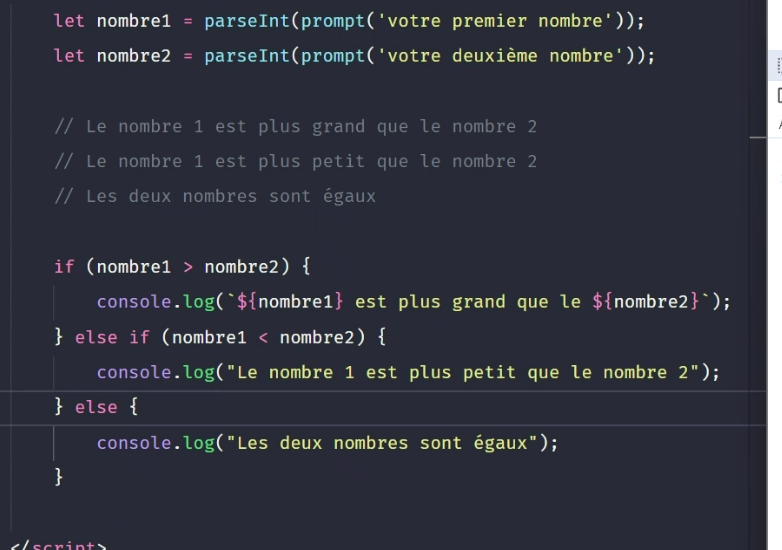 let nombre1 = parseInt(prompt('votre premier nombre'));
let nombre2 = parseInt(prompt('votre deuxième nombre'));
// Le nombre 1 est plus grand que le nombre 2
// Le nombre 1 est plus petit que le nombre 2
// Les deux nombres sont égaux
if (nombre1 > nombre2) {
console.log(`${nombre1} est plus grand que le ${nombre2}`);
} else if (nombre1 < nombre2) {
console.log("Le nombre 1 est plus petit que le nombre 2");
} else {
console.log("Les deux nombres sont égaux");
}
</script>